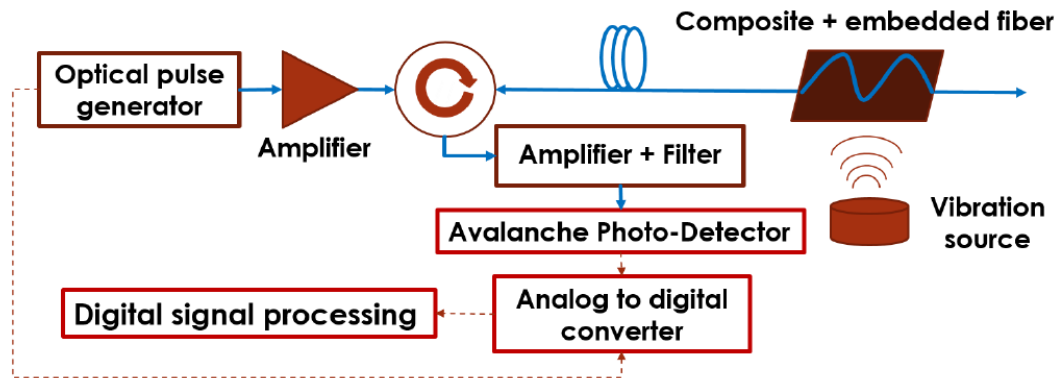 Composite + embedded fiber
Optical pulse
generator
Amplifier
Amplifier + Filter
Vibration
source
Avalanche Photo-Detector
Analog to digital
converter
Digital signal processing